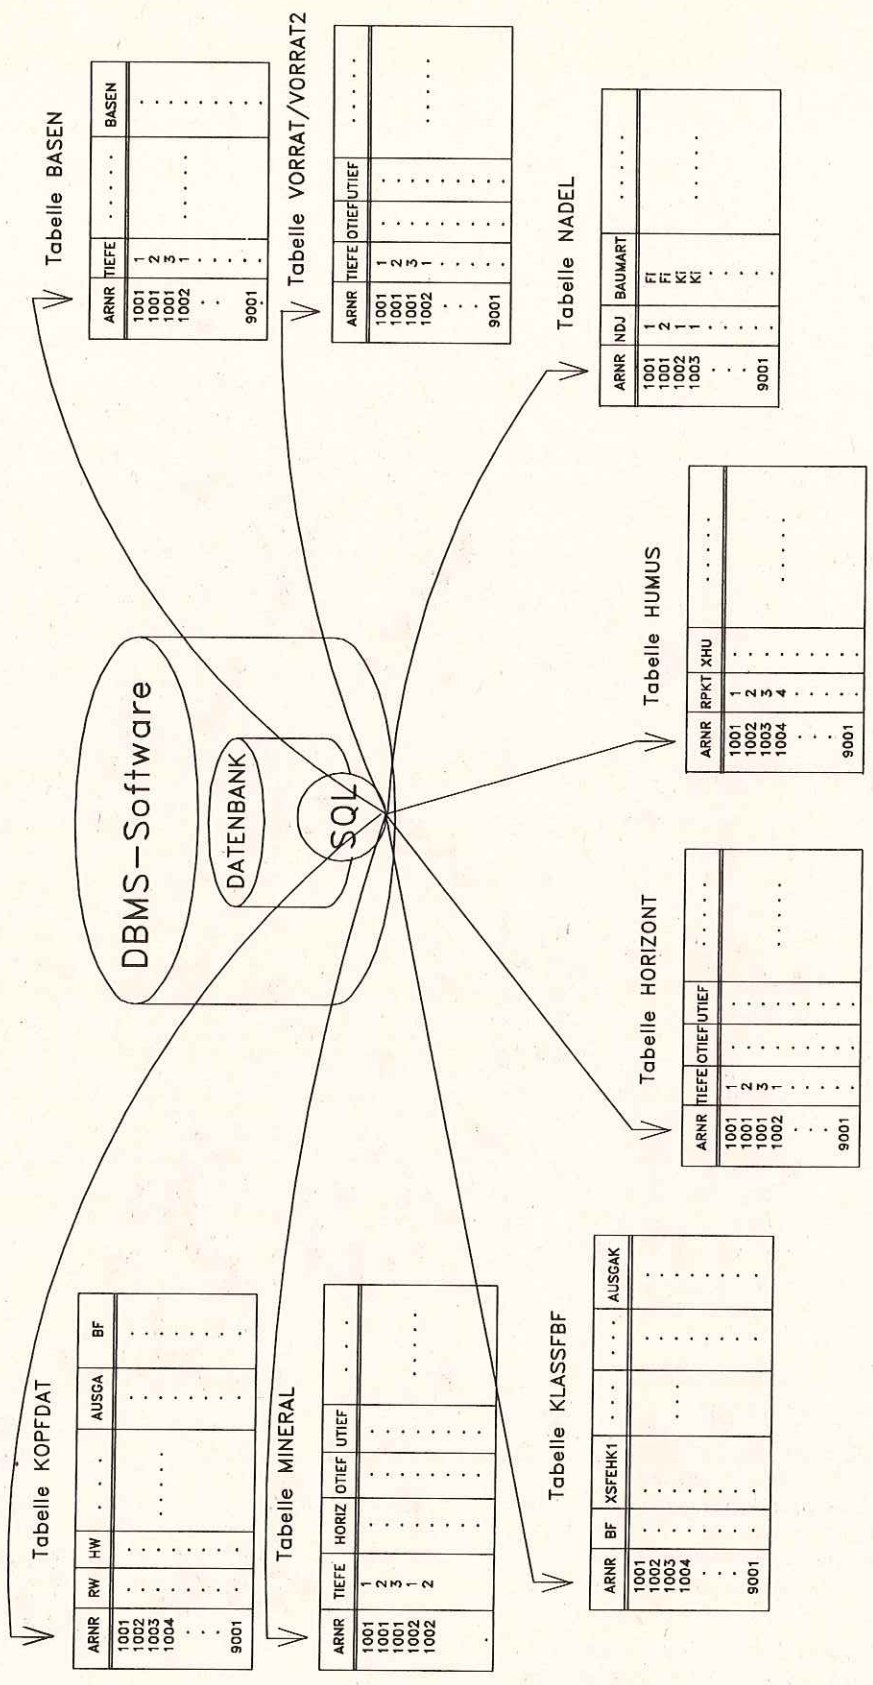 DBMS-Software
DATENBANK
SQL
Tabelle KOPFDAT
ARNR RW HW . . . AUSGA BF
1001 . . . . . . . . .
1002 . . . .
1003 . . . .
1004 . . . .
. . . . .
. . . . .
. . . . .
9001 . . . .
Tabelle MINERAL
ARNR TIEFE HORIZ OTIEF UTIEF . . .
1001 1 . . .
1001 2 . . .
1001 3 . . . . . . . .
1002 1 . . .
1002 2 . . .
Tabelle KLASSFBF
ARNR BF XSFEHK1 . . . . . . AUSGAK
1001 . . . .
1002 . . . .
1003 . . . . . . .
1004 . . . .
. . . . .
. . . . .
. . . . .
9001 . . . .
Tabelle HORIZONT
ARNR TIEFE OTIEF UTIEF . . . . .
1001 1 . .
1001 2 . .
1001 3 . .
1002 1 . . . . . . .
. . . .
. . . .
. . . .
9001 . . .
Tabelle HUMUS
ARNR RPKT XHU . . . . .
1001 1 .
1002 2 .
1003 3 .
1004 4 . . . . . .
. . .
. . .
. . .
9001 . .
Tabelle NADEL
ARNR NDJ BAUMART . . . . .
1001 1 Fi
1001 2 Fi
1002 1 Ki
1003 1 Ki . . . . .
. . .
. . .
. . .
9001 . .
Tabelle VORRAT/VORRAT2
ARNR TIEFE OTIEF UTIEF . . . . .
1001 1 . .
1001 2 . .
1001 3 . .
1002 1 . . . . . . .
. . . .
. . . .
. . . .
9001 . . .
Tabelle BASEN
ARNR TIEFE . . . . . BASEN
1001 1 .
1001 2 .
1001 3 .
1002 1 . . . . . .
. . .
. . .
9001 . .